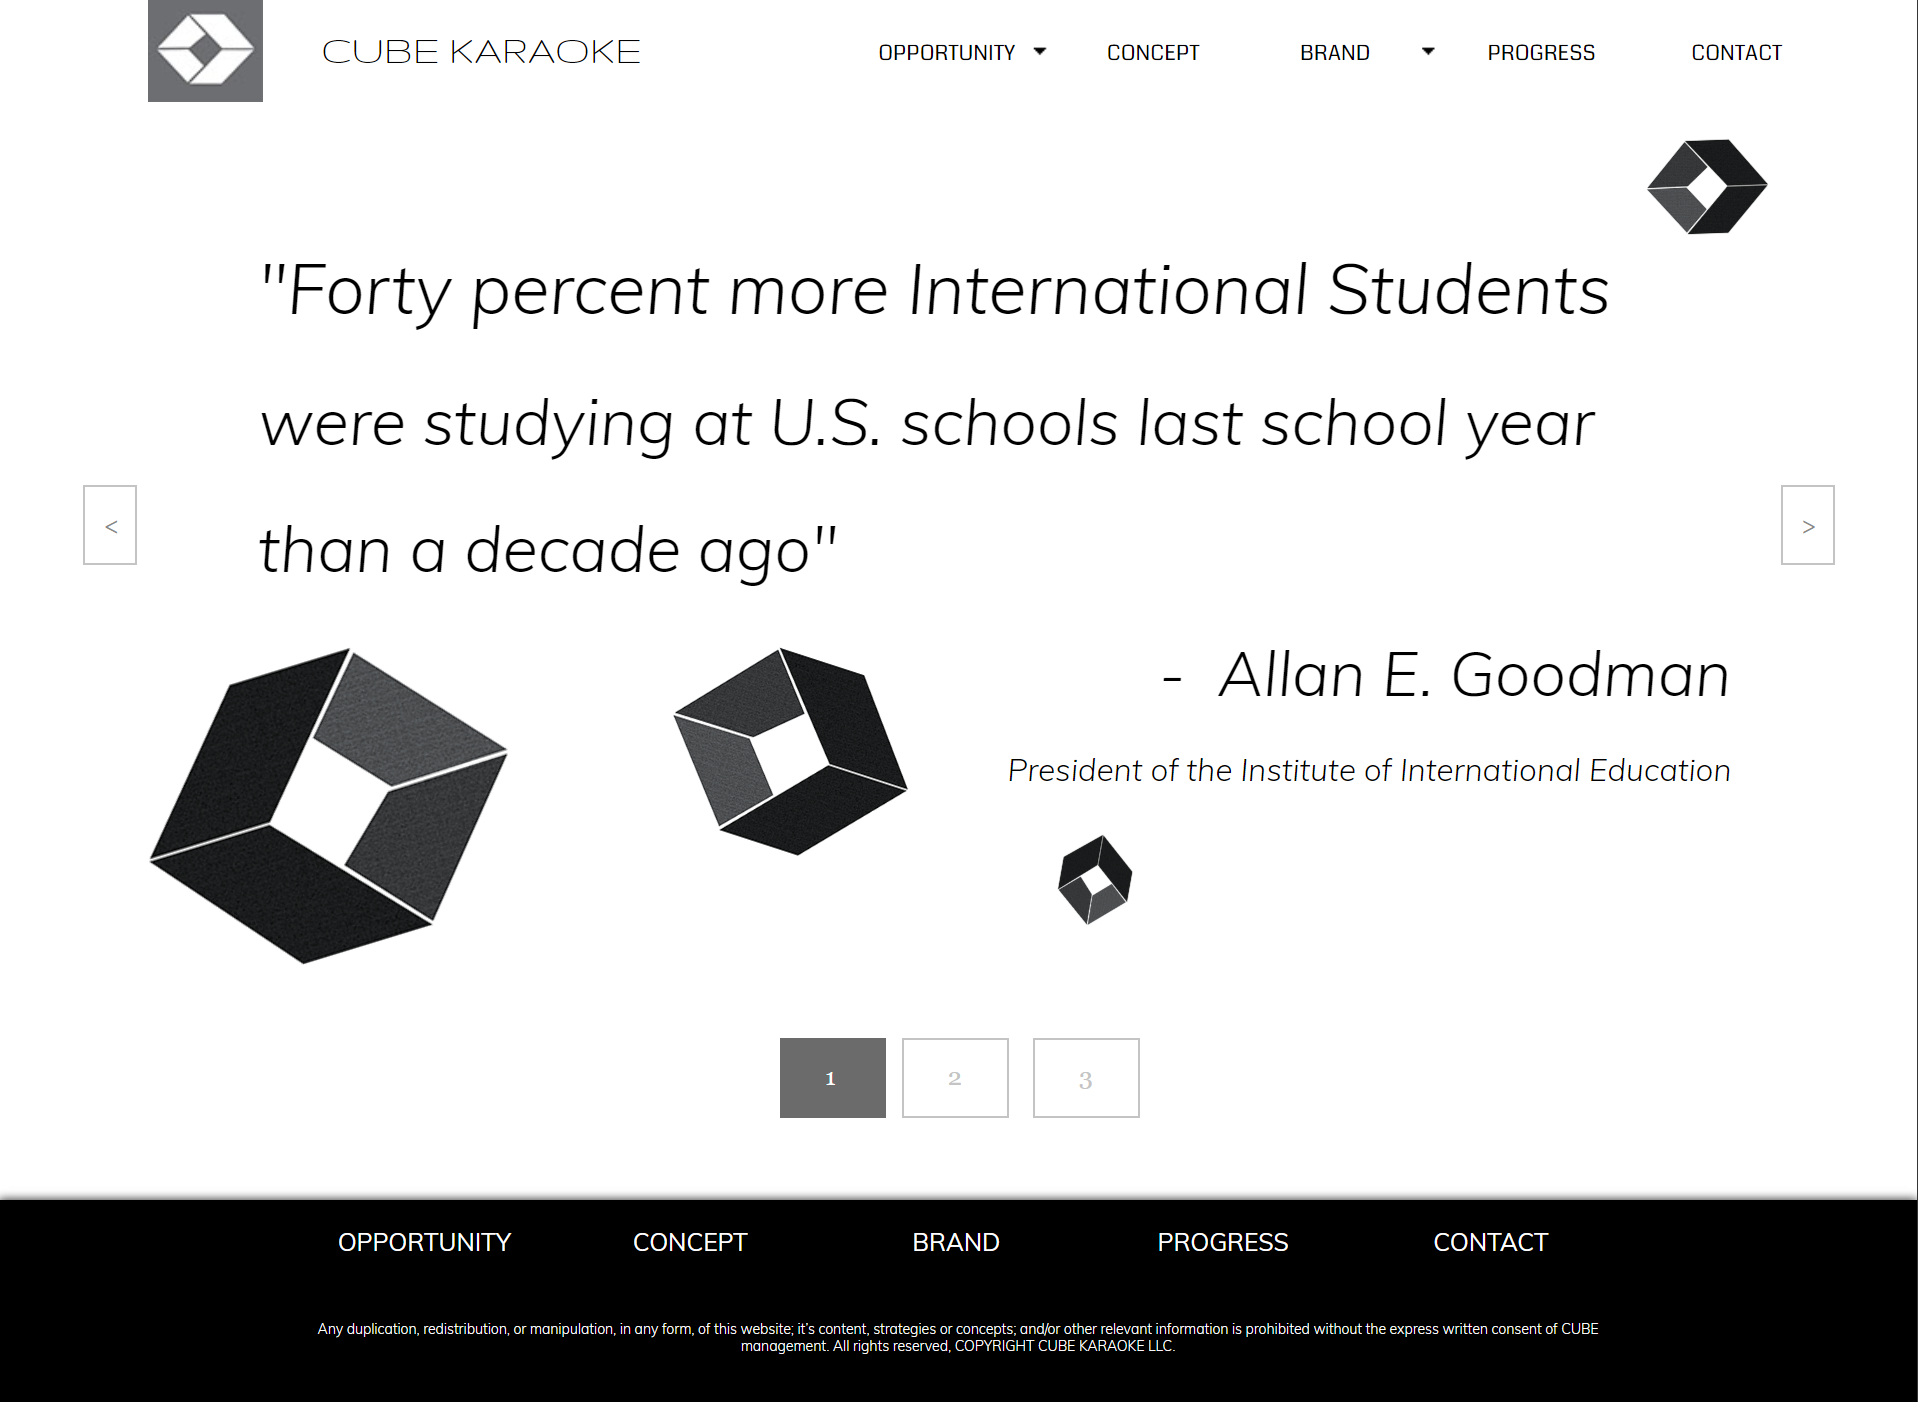 CUBE KARAOKE
OPPORTUNITY
CONCEPT
BRAND
PROGRESS
CONTACT
"Forty percent more International Students
were studying at U.S. schools last school year
than a decade ago"
<
>
- Allan E. Goodman
President of the Institute of International Education
1
2
3
OPPORTUNITY
CONCEPT
BRAND
PROGRESS
CONTACT
Any duplication, redistribution, or manipulation, in any form, of this website; it's content, strategies or concepts; and/or other relevant information is prohibited without the express written consent of CUBE
management. All rights reserved, COPYRIGHT CUBE KARAOKE LLC.